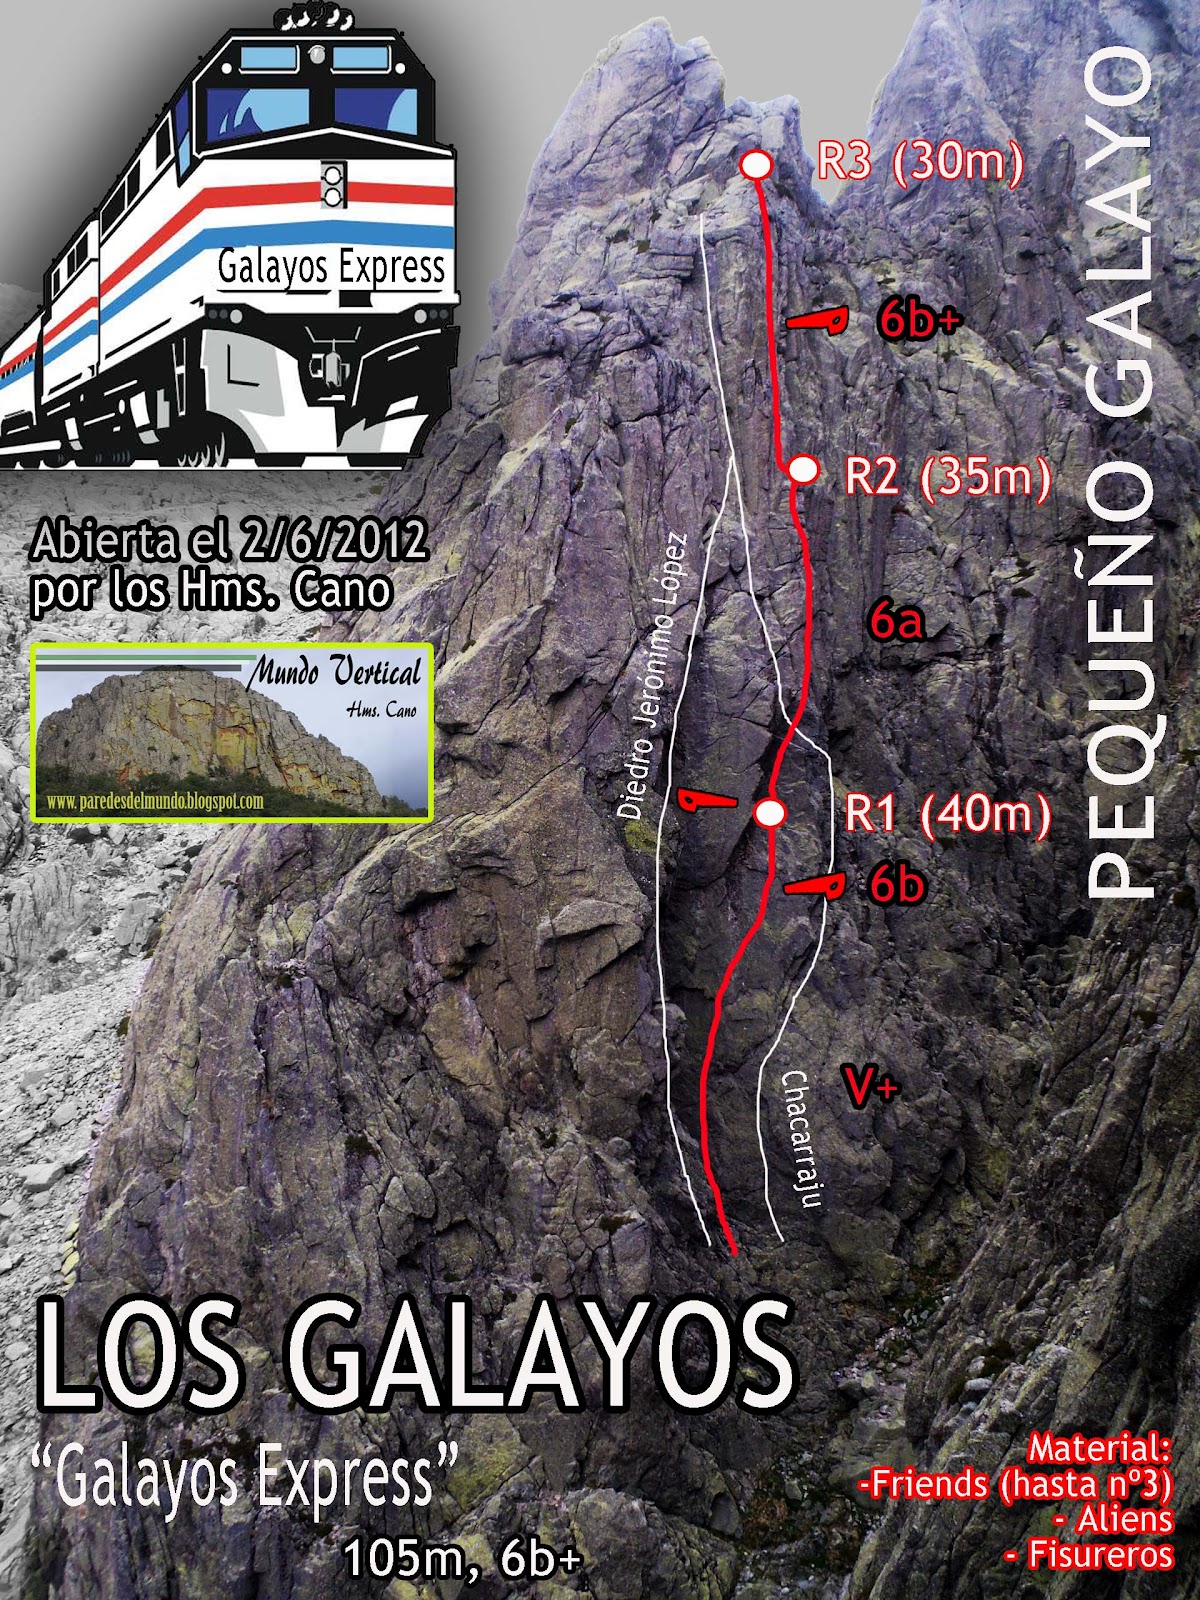 Galayos Express
Abierta el 2/6/2012
por los Hms. Cano
Mundo Vertical
Hms. Cano
www.paredesdelmundo.blogspot.com
PEQUEÑO GALAYO
R3 (30m)
6b+
R2 (35m)
6a
Diedro Jerónimo López
R1 (40m)
6b
V+
Chacarraju
LOS GALAYOS
“Galayos Express”
105m, 6b+
Material:
-Friends (hasta nº3)
- Aliens
- Fisureros